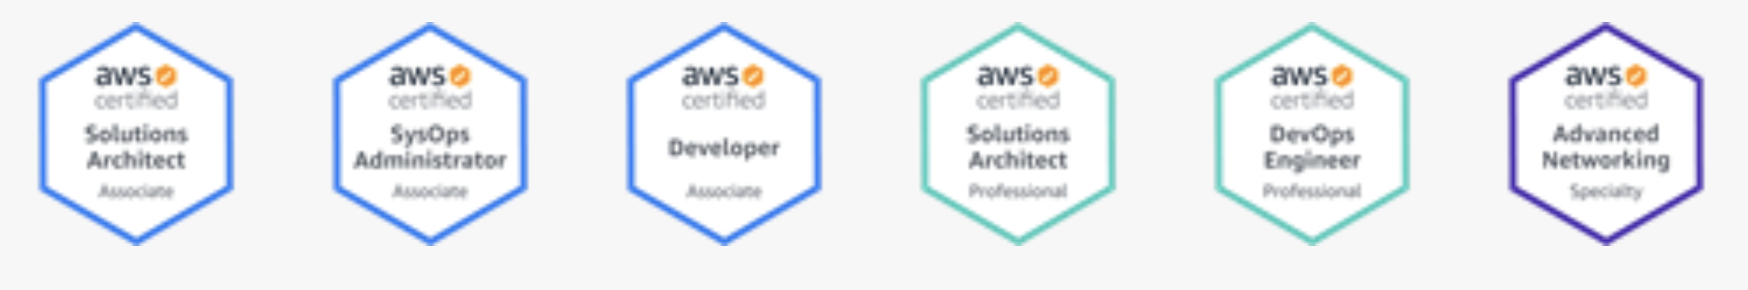 aws
certified
Solutions
Architect
Associate
aws
certified
SysOps
Administrator
Associate
aws
certified
Developer
Associate
aws
certified
Solutions
Architect
Professional
aws
certified
DevOps
Engineer
Professional
aws
certified
Advanced
Networking
Specialty